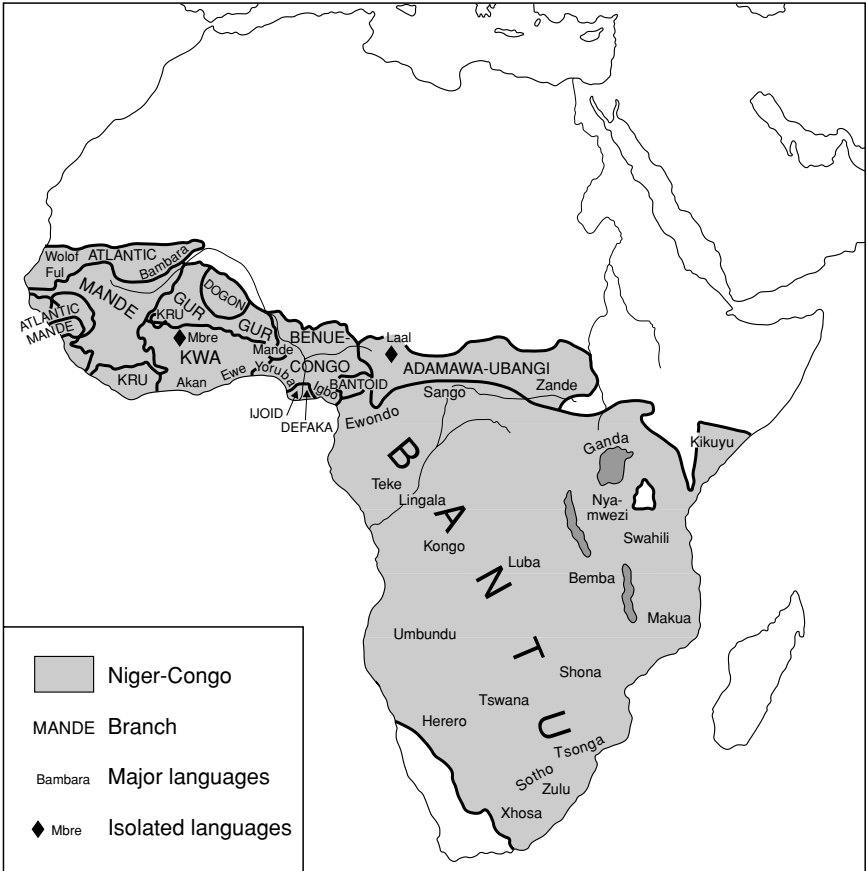 Wolof
ATLANTIC
Ful
Bambara
MANDE
ATLANTIC
MANDE
KRU
GUR
DOGON
KRU
GUR
Mbre
KWA
Mande
Akan
Ewe
Yoruba
BENUE-
CONGO
Igbo
BANTOID
IJOID
DEFAKA
Laal
ADAMAWA-UBANGI
Sango
Zande
Ewondo
BANTU
Teke
Lingala
Kongo
Luba
Ganda
Kikuyu
Nya-
mwezi
Swahili
Bemba
Makua
Umbundu
Shona
Tswana
Herero
Tsonga
Sotho
Zulu
Xhosa
Niger-Congo
MANDE Branch
Bambara Major languages
Mbre Isolated languages